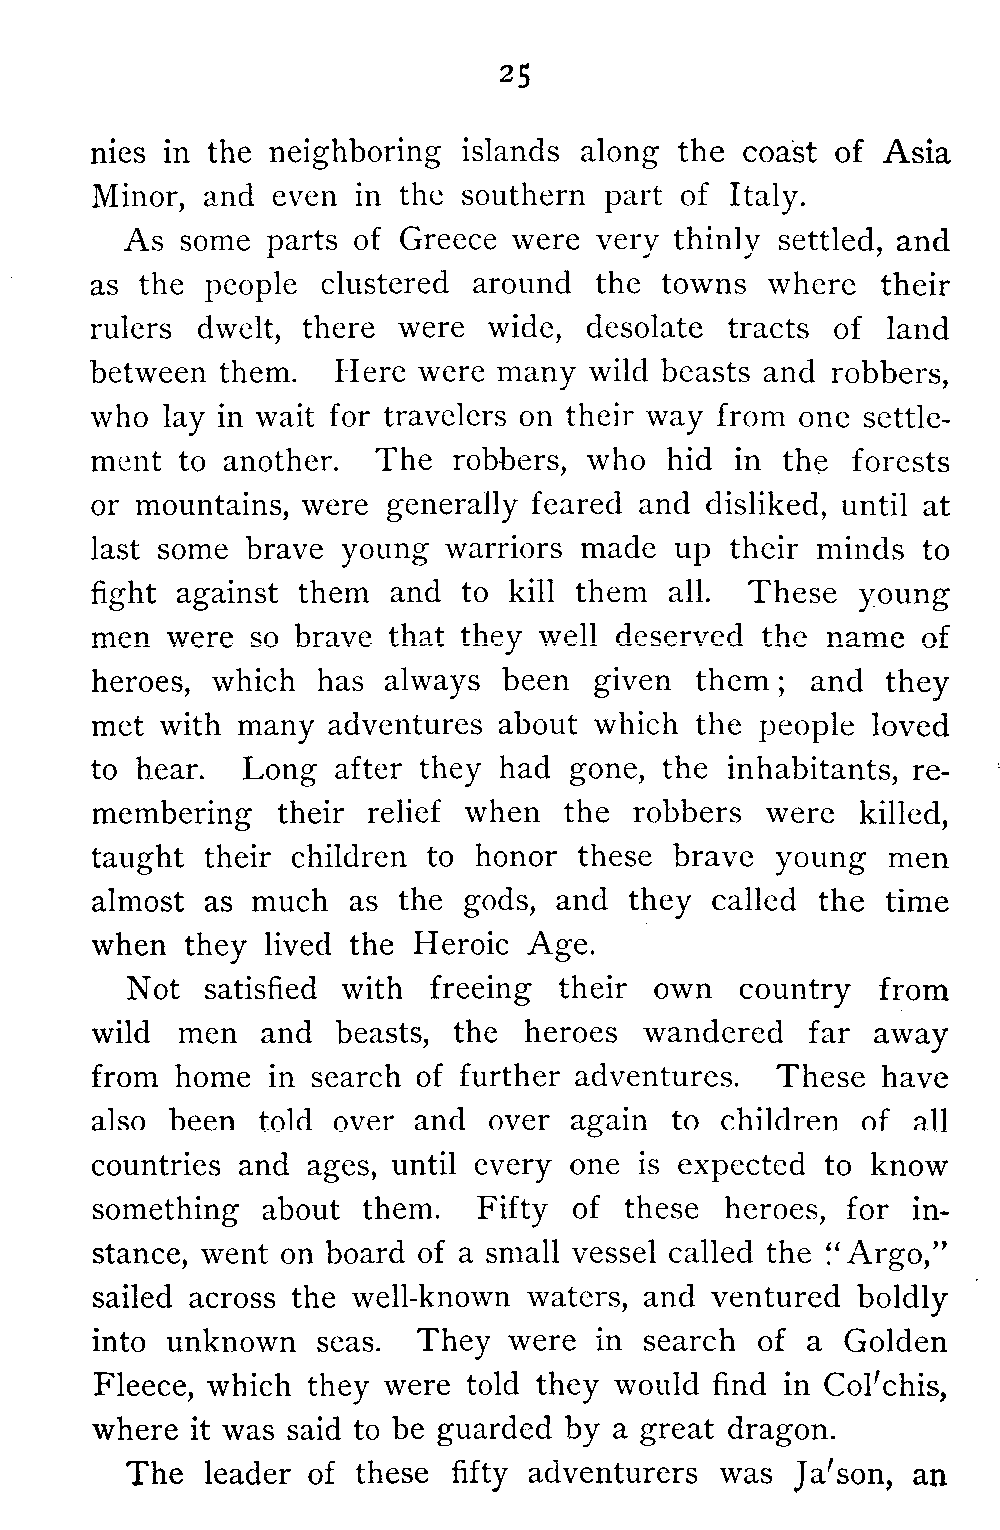 25
nies in the neighboring islands along the coast of Asia
Minor, and even in the southern part of Italy.
As some parts of Greece were very thinly settled, and
as the people clustered around the towns where their
rulers dwelt, there were wide, desolate tracts of land
between them. Here were many wild beasts and robbers,
who lay in wait for travelers on their way from one settle-
ment to another. The robbers, who hid in the forests
or mountains, were generally feared and disliked, until at
last some brave young warriors made up their minds to
fight against them and to kill them all. These young
men were so brave that they well deserved the name of
heroes, which has always been given them; and they
met with many adventures about which the people loved
to hear. Long after they had gone, the inhabitants, re-
membering their relief when the robbers were killed,
taught their children to honor these brave young men
almost as much as the gods, and they called the time
when they lived the Heroic Age.
Not satisfied with freeing their own country from
wild men and beasts, the heroes wandered far away
from home in search of further adventures. These have
also been told over and over again to children of all
countries and ages, until every one is expected to know
something about them. Fifty of these heroes, for in-
stance, went on board of a small vessel called the "Argo,"
sailed across the well-known waters, and ventured boldly
into unknown seas. They were in search of a Golden
Fleece, which they were told they would find in Col'chis,
where it was said to be guarded by a great dragon.
The leader of these fifty adventurers was Ja'son, an